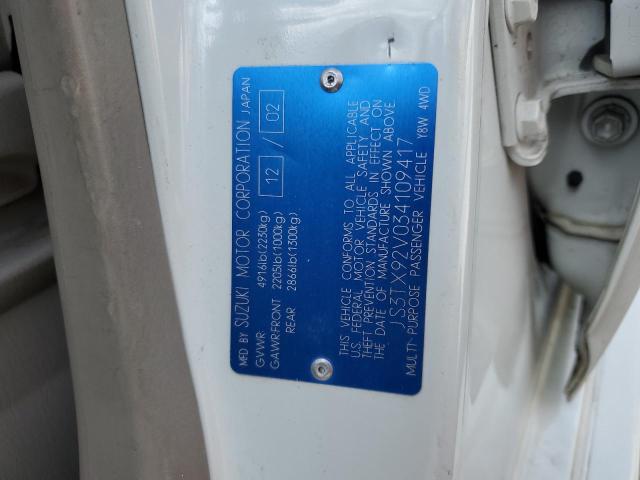 MFD BY SUZUKI MOTOR CORPORATION JAPAN
12 / 02
GVWR: 4916lb(2230kg)
GAWR:FRONT 2205lb(1000kg)
REAR 2866lb(1300kg)
THIS VEHICLE CONFORMS TO ALL APPLICABLE
U.S. FEDERAL MOTOR VEHICLE SAFETY AND
THEFT PREVENTION STANDARDS IN EFFECT ON
THE DATE OF MANUFACTURE SHOWN ABOVE.
JS3TX92V034109417
MULTI-PURPOSE PASSENGER VEHICLE Y8W 4WD